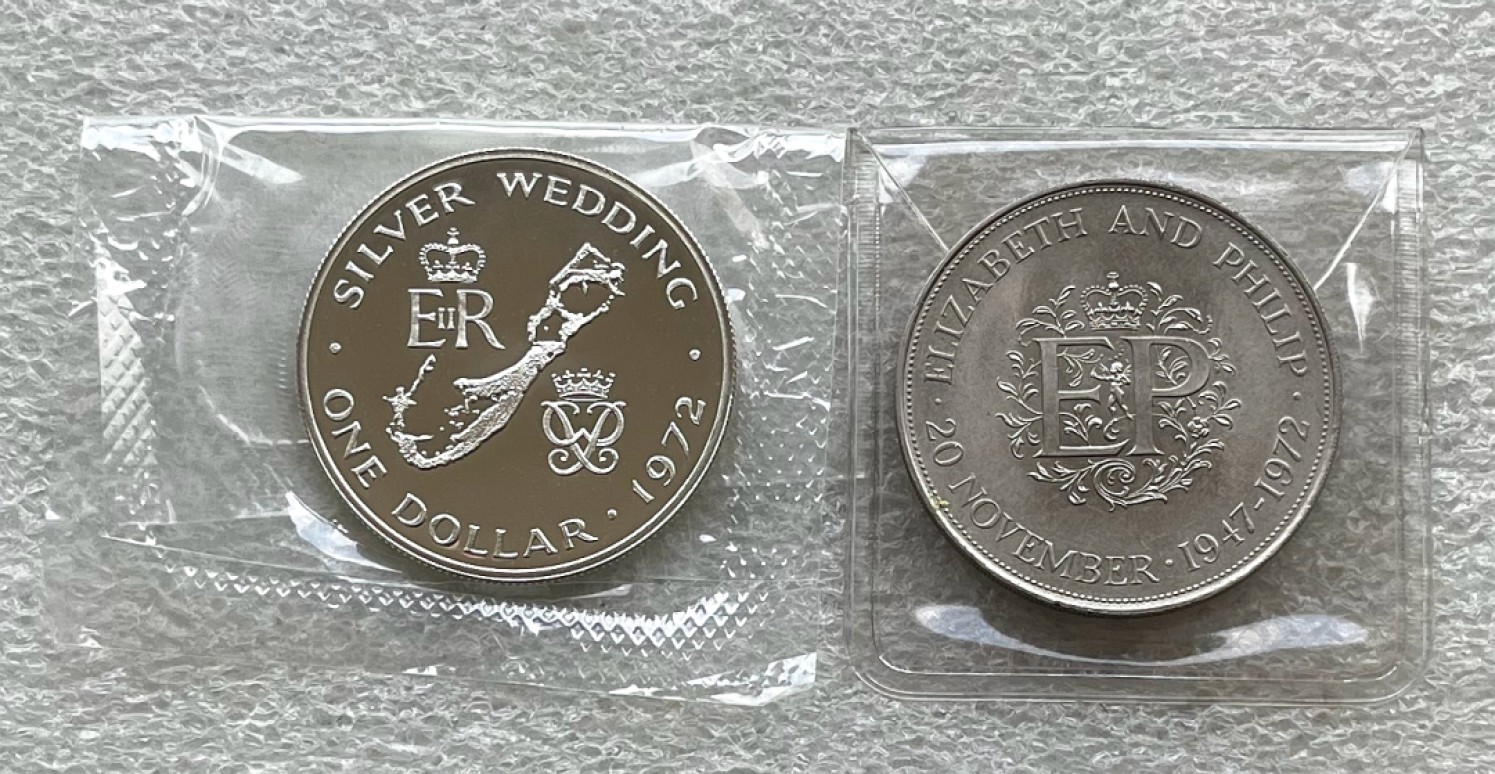 SILVER WEDDING
EIIR
· ONE DOLLAR · 1972 ·
ELIZABETH AND PHILIP
EP
· 20 NOVEMBER · 1947-1972 ·